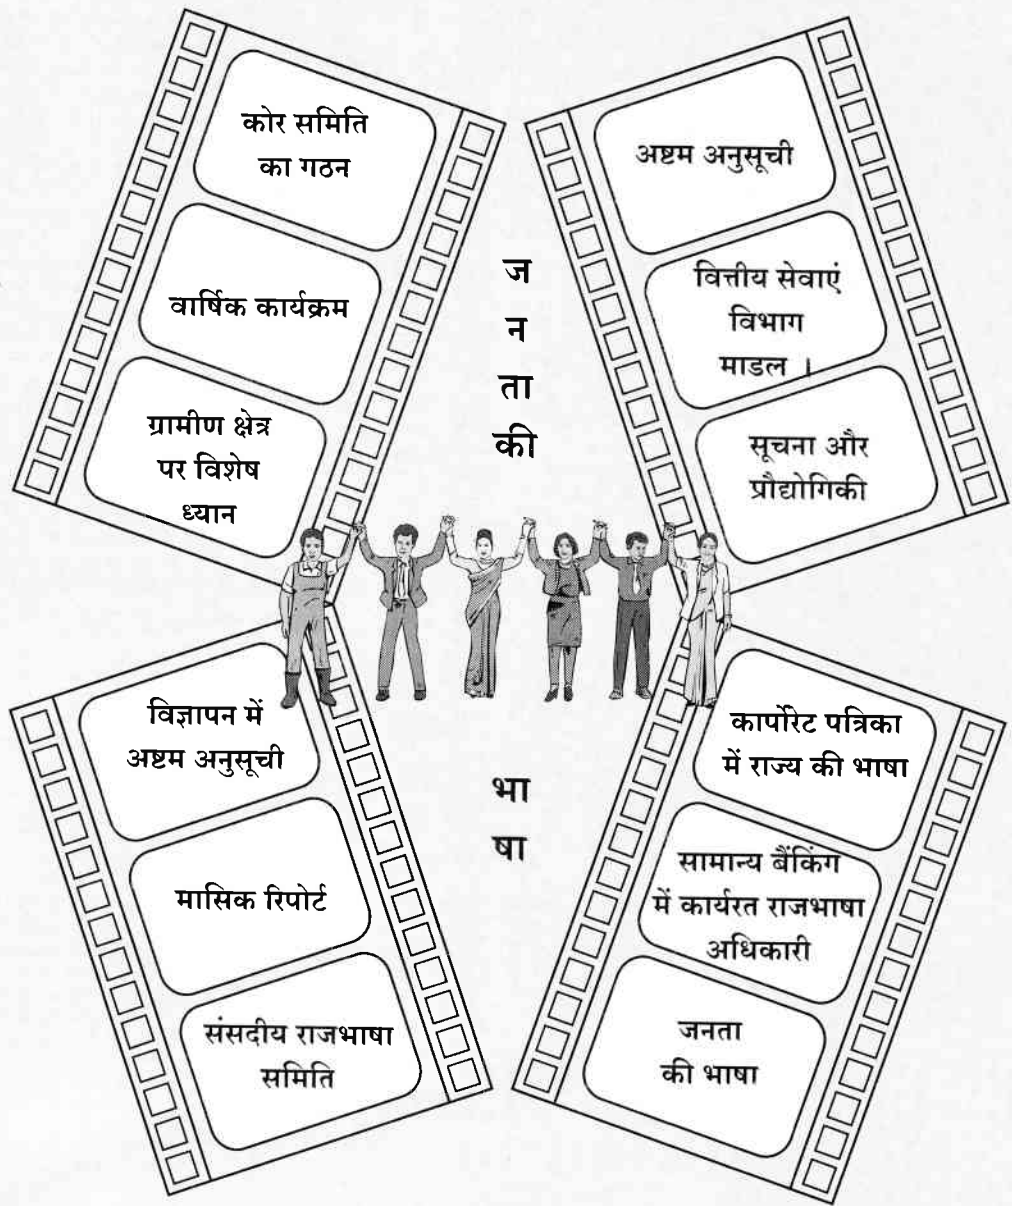 कोर समिति
का गठन
वार्षिक कार्यक्रम
ग्रामीण क्षेत्र
पर विशेष
ध्यान
अष्टम अनुसूची
वित्तीय सेवाएं
विभाग
माडल ।
सूचना और
प्रौद्योगिकी
ज
न
ता
की
भा
षा
विज्ञापन में
अष्टम अनुसूची
मासिक रिपोर्ट
संसदीय राजभाषा
समिति
कार्पोरेट पत्रिका
में राज्य की भाषा
सामान्य बैंकिंग
में कार्यरत राजभाषा
अधिकारी
जनता
की भाषा